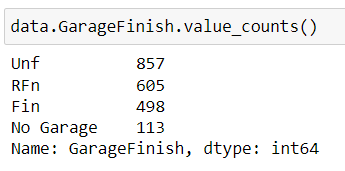 data.GarageFinish.value_counts()
Unf 857
RFn 605
Fin 498
No Garage 113
Name: GarageFinish, dtype: int64